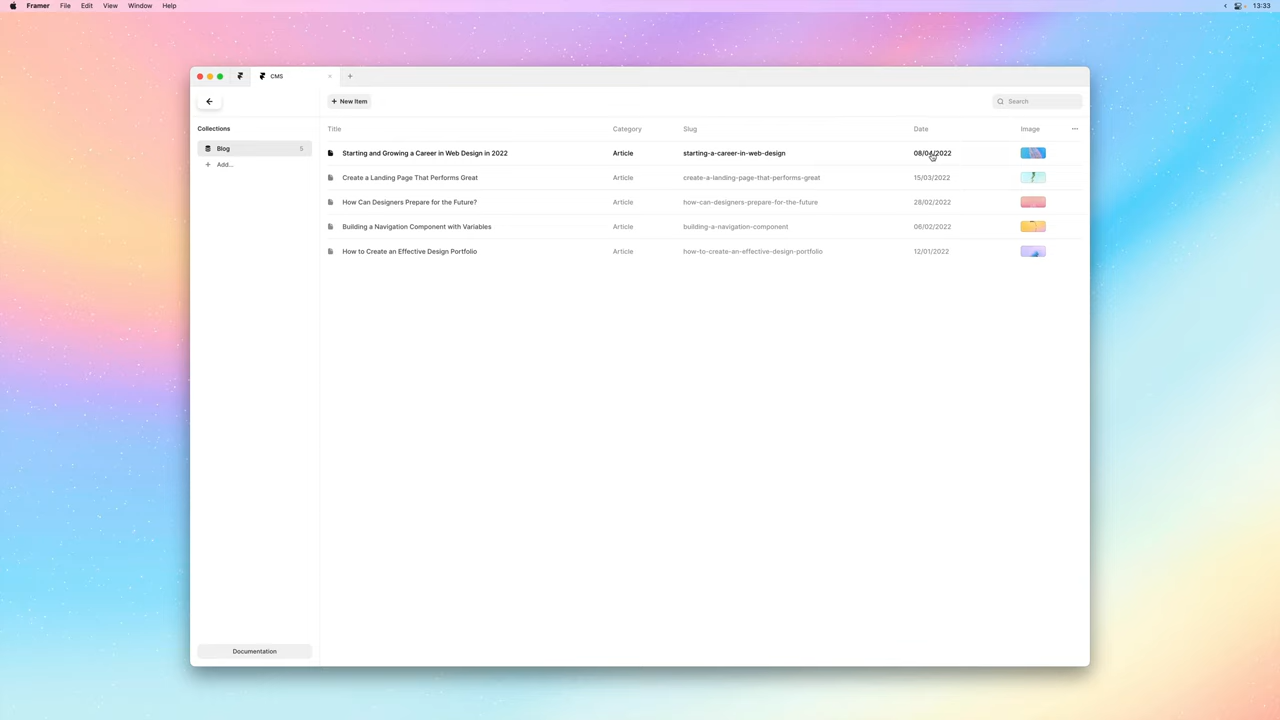 Framer File Edit View Window Help 13:33
CMS
New Item
Search
Collections
Title Category Slug Date Image
Blog 5
Starting and Growing a Career in Web Design in 2022 Article starting-a-career-in-web-design 08/04/2022
Add...
Create a Landing Page That Performs Great Article create-a-landing-page-that-performs-great 15/03/2022
How Can Designers Prepare for the Future? Article how-can-designers-prepare-for-the-future 28/02/2022
Building a Navigation Component with Variables Article building-a-navigation-component 06/02/2022
How to Create an Effective Design Portfolio Article how-to-create-an-effective-design-portfolio 12/01/2022
Documentation